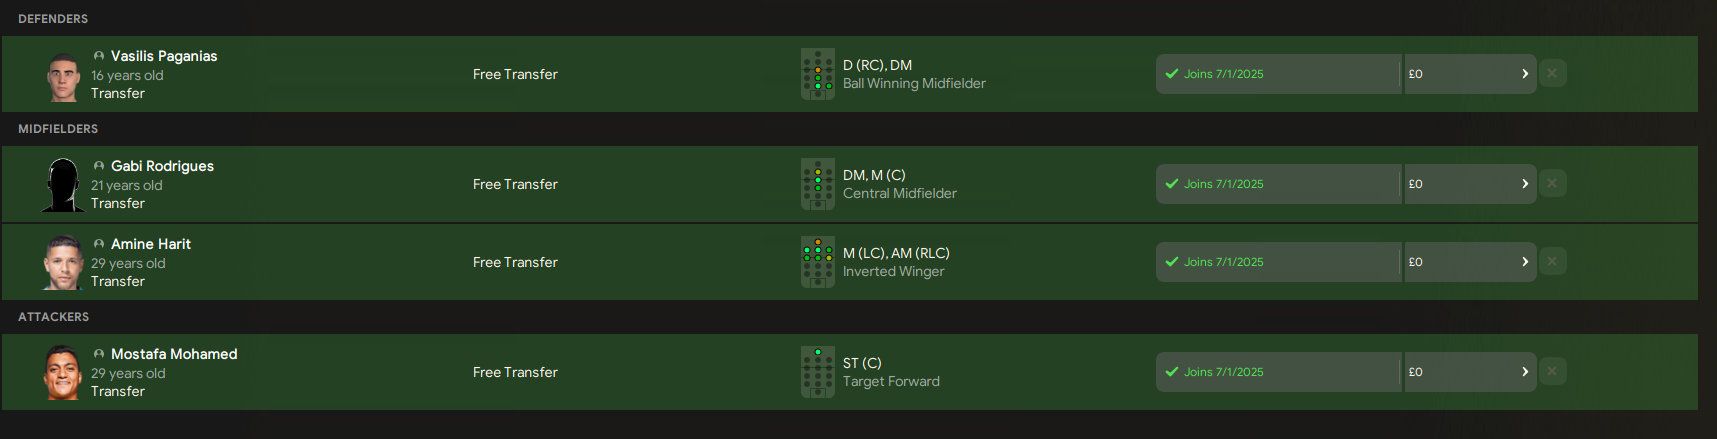 DEFENDERS
Vasilis Paganias
16 years old
Transfer
Free Transfer
D (RC), DM
Ball Winning Midfielder
Joins 7/1/2025
£0
MIDFIELDERS
Gabi Rodrigues
21 years old
Transfer
Free Transfer
DM, M (C)
Central Midfielder
Joins 7/1/2025
£0
Amine Harit
29 years old
Transfer
Free Transfer
M (LC), AM (RLC)
Inverted Winger
Joins 7/1/2025
£0
ATTACKERS
Mostafa Mohamed
29 years old
Transfer
Free Transfer
ST (C)
Target Forward
Joins 7/1/2025
£0